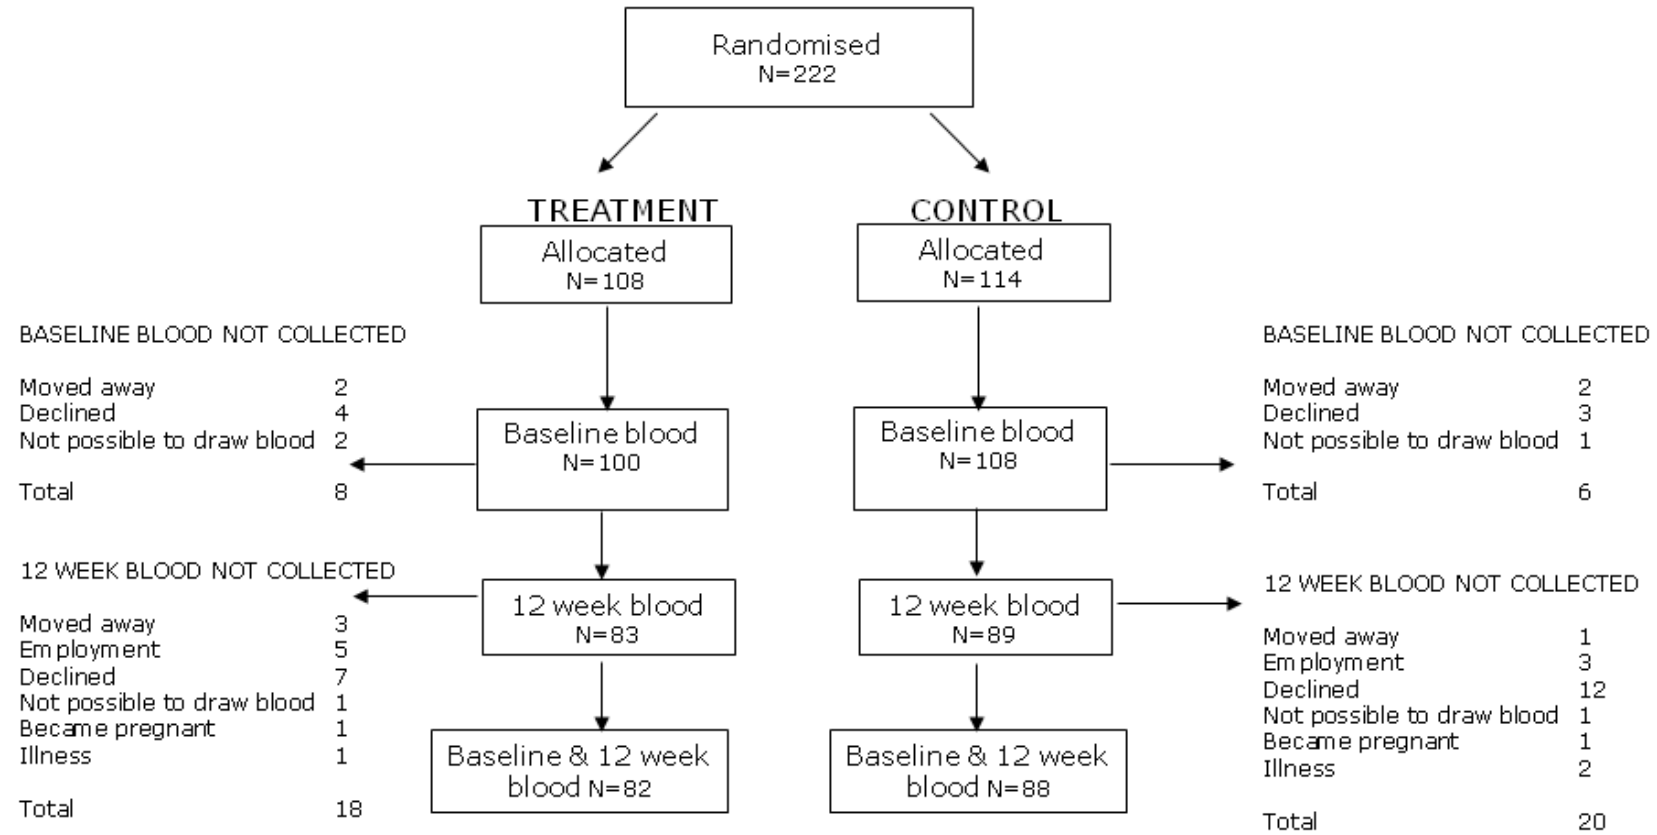 Randomised
N=222
TREATMENT
Allocated
N=108
CONTROL
Allocated
N=114
BASELINE BLOOD NOT COLLECTED
Moved away 2
Declined 4
Not possible to draw blood 2
Total 8
Baseline blood
N=100
Baseline blood
N=108
BASELINE BLOOD NOT COLLECTED
Moved away 2
Declined 3
Not possible to draw blood 1
Total 6
12 WEEK BLOOD NOT COLLECTED
Moved away 3
Employment 5
Declined 7
Not possible to draw blood 1
Became pregnant 1
Illness 1
Total 18
12 week blood
N=83
12 week blood
N=89
12 WEEK BLOOD NOT COLLECTED
Moved away 1
Employment 3
Declined 12
Not possible to draw blood 1
Became pregnant 1
Illness 2
Total 20
Baseline & 12 week
blood N=82
Baseline & 12 week
blood N=88